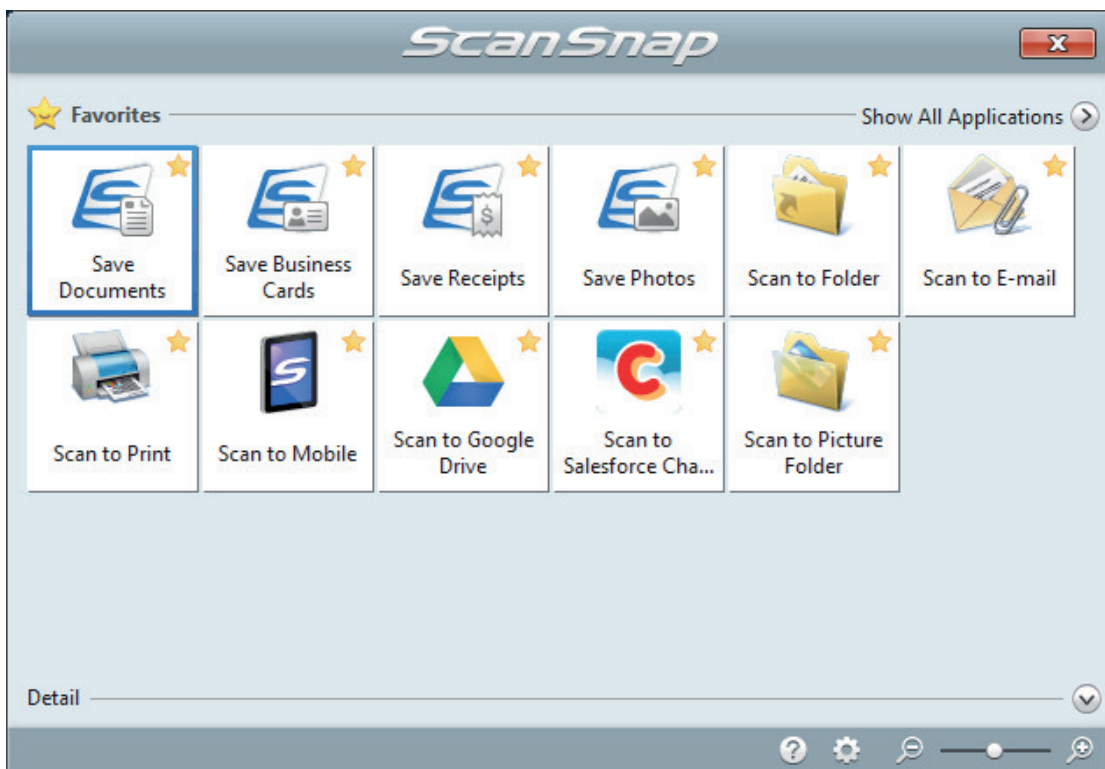 ScanSnap
Favorites
Show All Applications
Save
Documents
Save Business
Cards
Save Receipts
Save Photos
Scan to Folder
Scan to E-mail
Scan to Print
Scan to Mobile
Scan to Google
Drive
Scan to
Salesforce Cha...
Scan to Picture
Folder
Detail